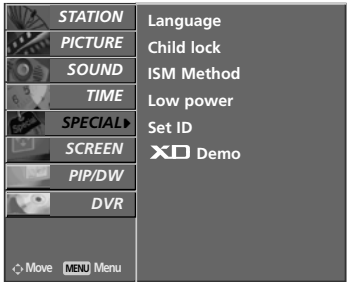 STATION
PICTURE
SOUND
TIME
SPECIAL
SCREEN
PIP/DW
DVR
Move MENU Menu
Language
Child lock
ISM Method
Low power
Set ID
XD Demo